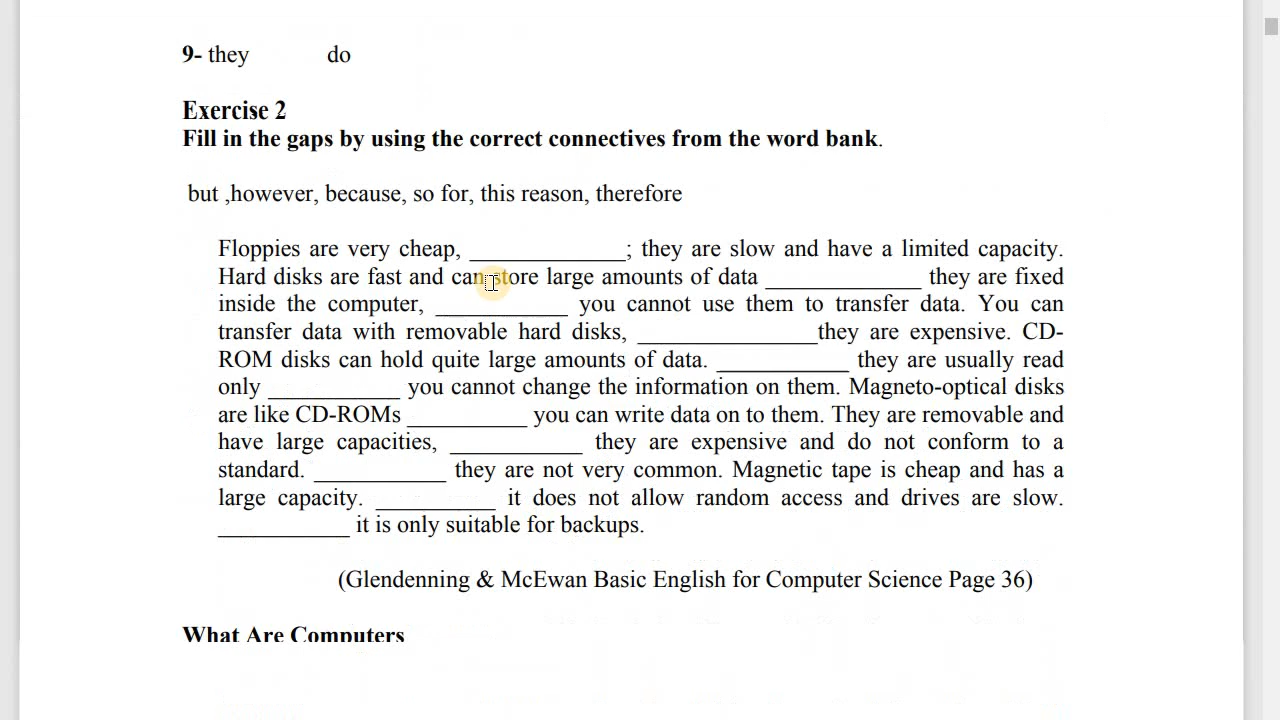 9- they do
Exercise 2
Fill in the gaps by using the correct connectives from the word bank.
but ,however, because, so for, this reason, therefore
Floppies are very cheap, _____________; they are slow and have a limited capacity.
Hard disks are fast and can store large amounts of data _____________ they are fixed
inside the computer, ___________ you cannot use them to transfer data. You can
transfer data with removable hard disks, _______________they are expensive. CD-
ROM disks can hold quite large amounts of data. ___________ they are usually read
only ___________ you cannot change the information on them. Magneto-optical disks
are like CD-ROMs __________ you can write data on to them. They are removable and
have large capacities, ___________ they are expensive and do not conform to a
standard. ___________ they are not very common. Magnetic tape is cheap and has a
large capacity. __________ it does not allow random access and drives are slow.
___________ it is only suitable for backups.
(Glendenning & McEwan Basic English for Computer Science Page 36)
What Are Computers